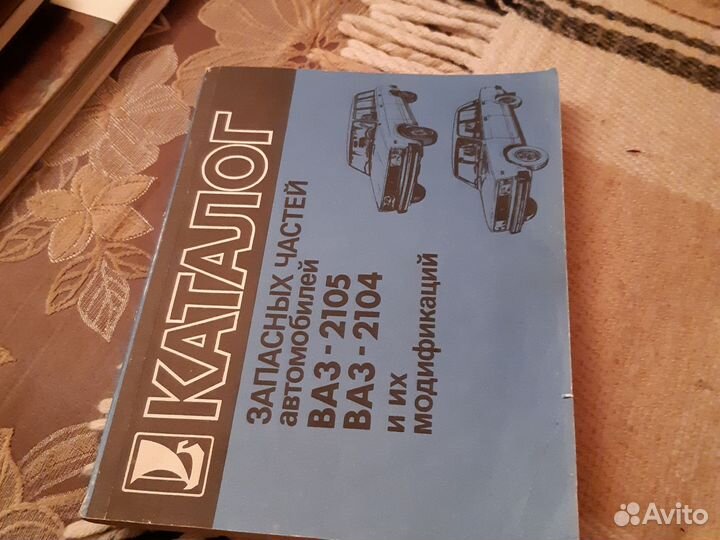 КАТАЛОГ
ЗАПАСНЫХ ЧАСТЕЙ
автомобилей
ВАЗ-2105
ВАЗ-2104
и их
модификаций
Avito